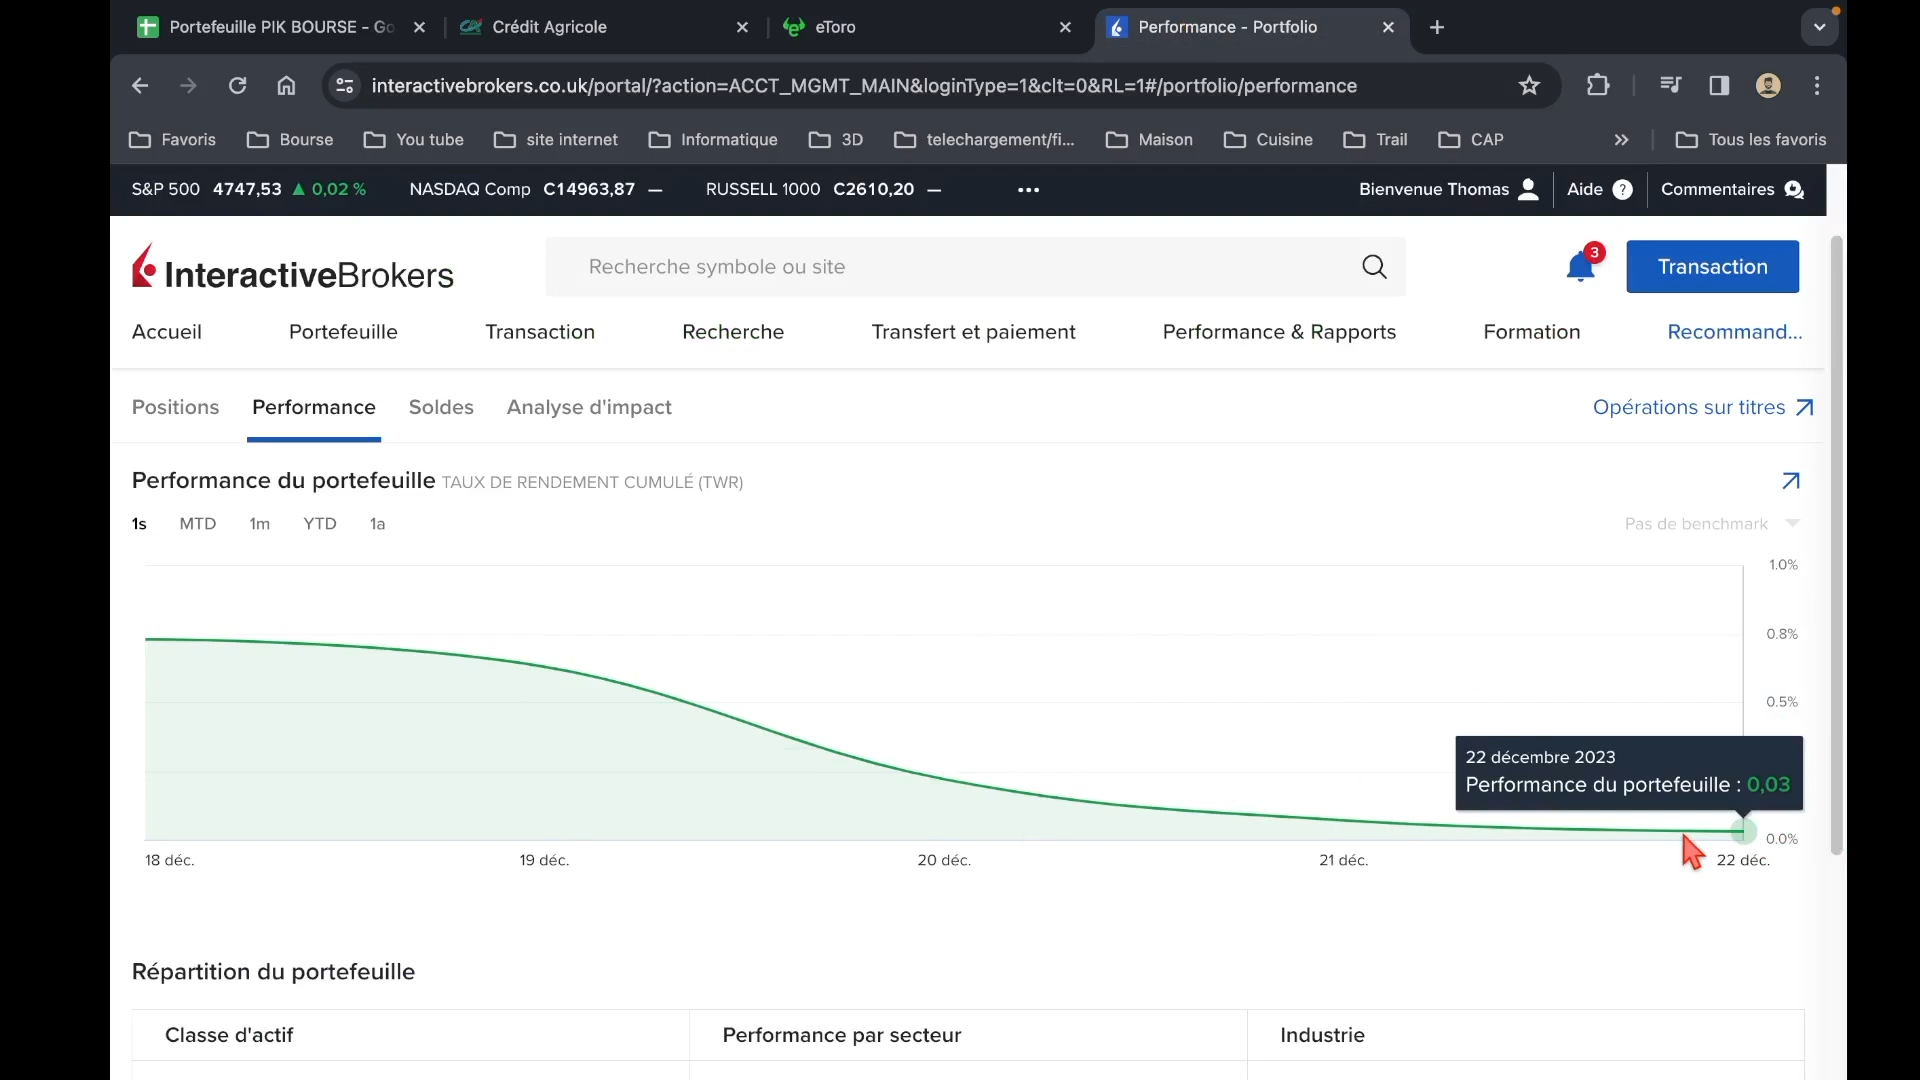 Portefeuille PIK BOURSE - Go
Crédit Agricole
eToro
Performance - Portfolio
interactivebrokers.co.uk/portal/?action=ACCT_MGMT_MAIN&loginType=1&clt=0&RL=1#/portfolio/performance
Favoris
Bourse
You tube
site internet
Informatique
3D
telechargement/fi...
Maison
Cuisine
Trail
CAP
Tous les favoris
S&P 500 4747,53 ▲ 0,02 %
NASDAQ Comp C14963,87 —
RUSSELL 1000 C2610,20 —
•••
Bienvenue Thomas
Aide ?
Commentaires
InteractiveBrokers
Recherche symbole ou site
3
Transaction
Accueil
Portefeuille
Transaction
Recherche
Transfert et paiement
Performance & Rapports
Formation
Recommand...
Positions
Performance
Soldes
Analyse d'impact
Opérations sur titres
Performance du portefeuille TAUX DE RENDEMENT CUMULÉ (TWR)
1s MTD 1m YTD 1a
Pas de benchmark
1.0%
0.8%
0.5%
22 décembre 2023
Performance du portefeuille : 0,03
0.0%
18 déc.
19 déc.
20 déc.
21 déc.
22 déc.
Répartition du portefeuille
Classe d'actif
Performance par secteur
Industrie